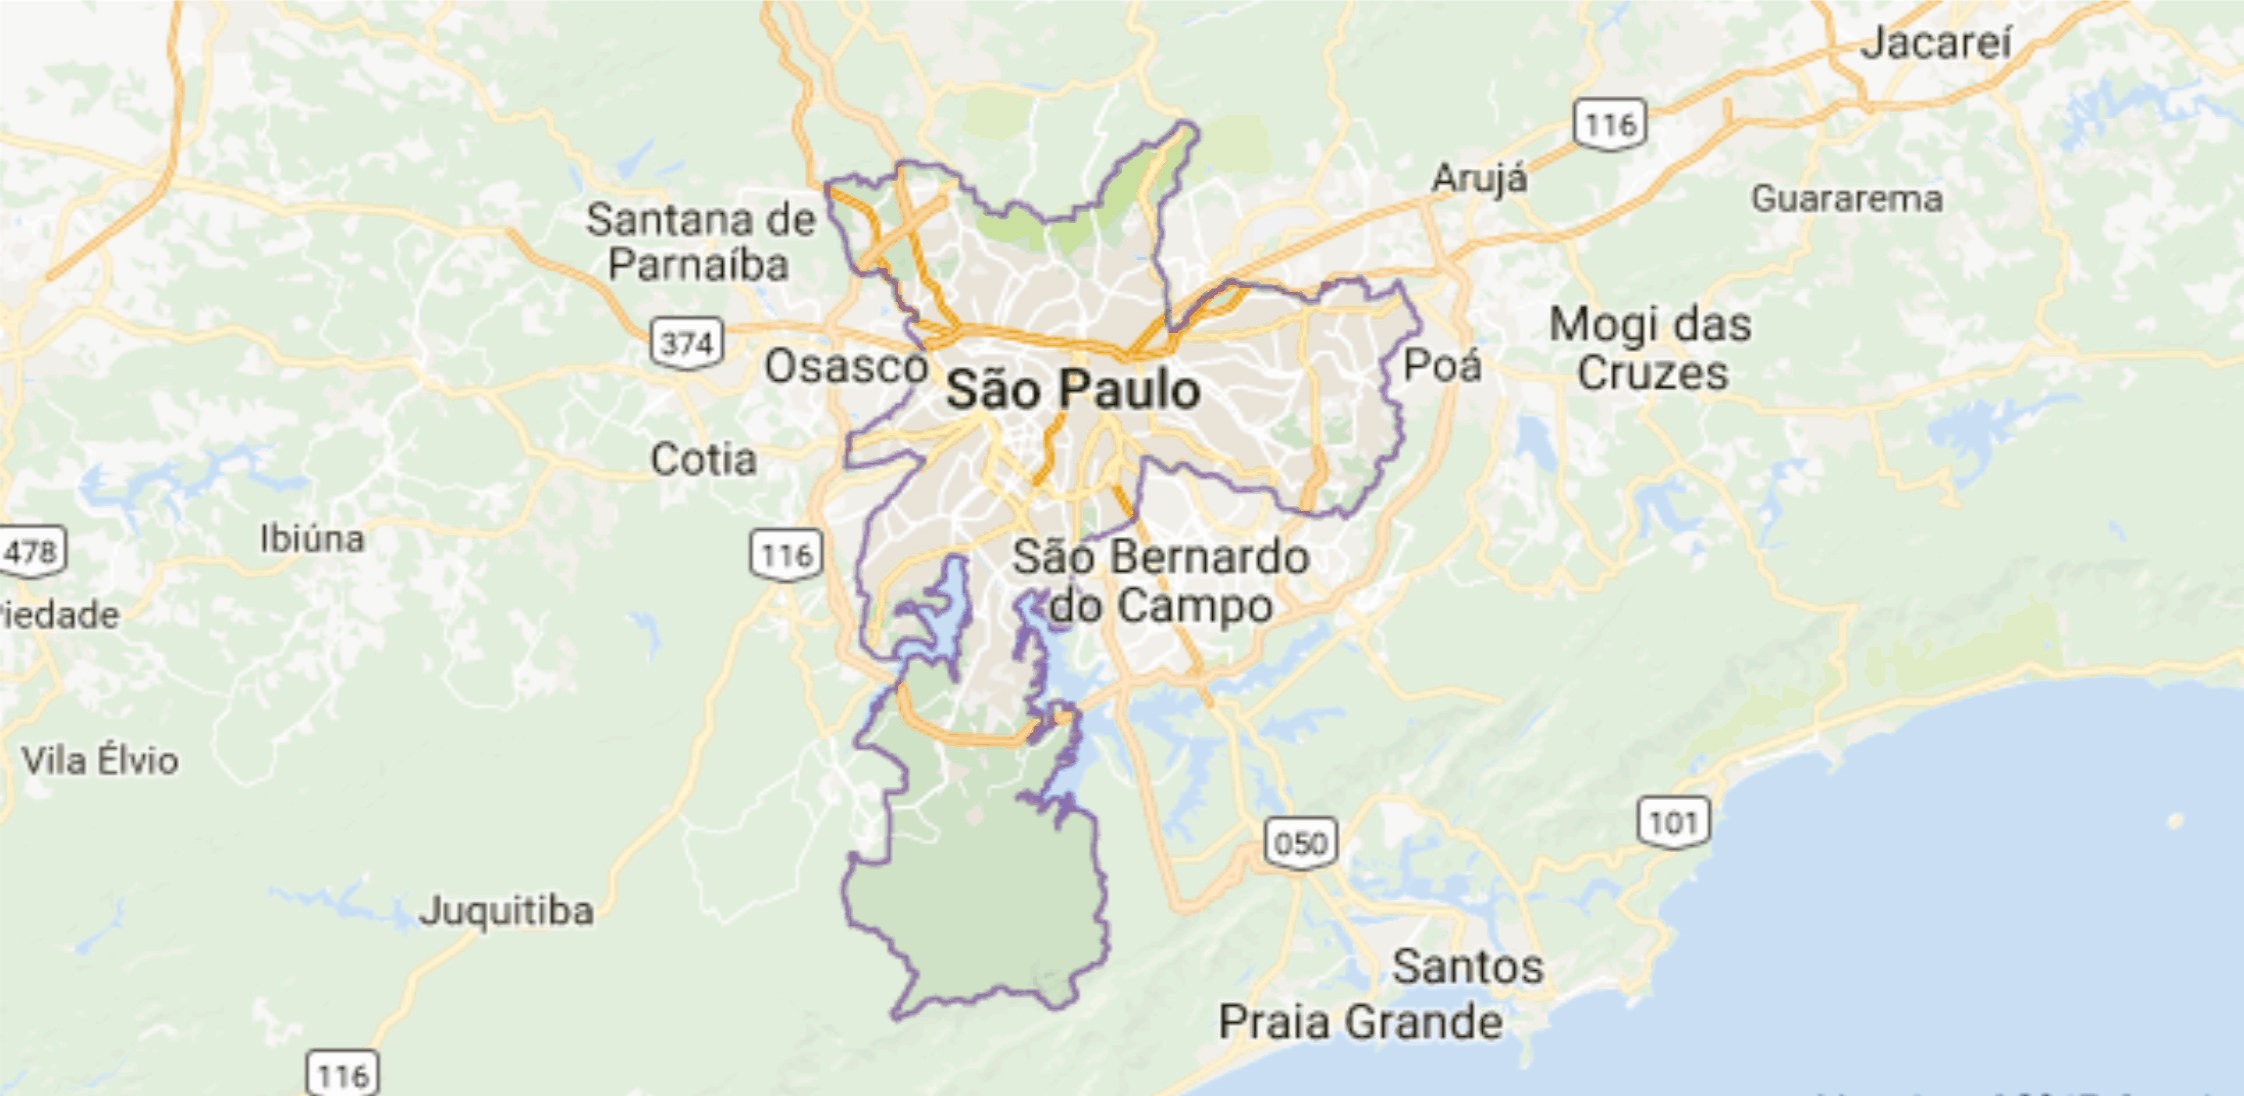 Jacareí
116
Arujá
Guararema
Santana de
Parnaíba
374
Osasco
São Paulo
Poá
Mogi das
Cruzes
Cotia
478
Ibiúna
116
São Bernardo
do Campo
iedade
Vila Élvio
101
050
Juquitiba
Santos
Praia Grande
116